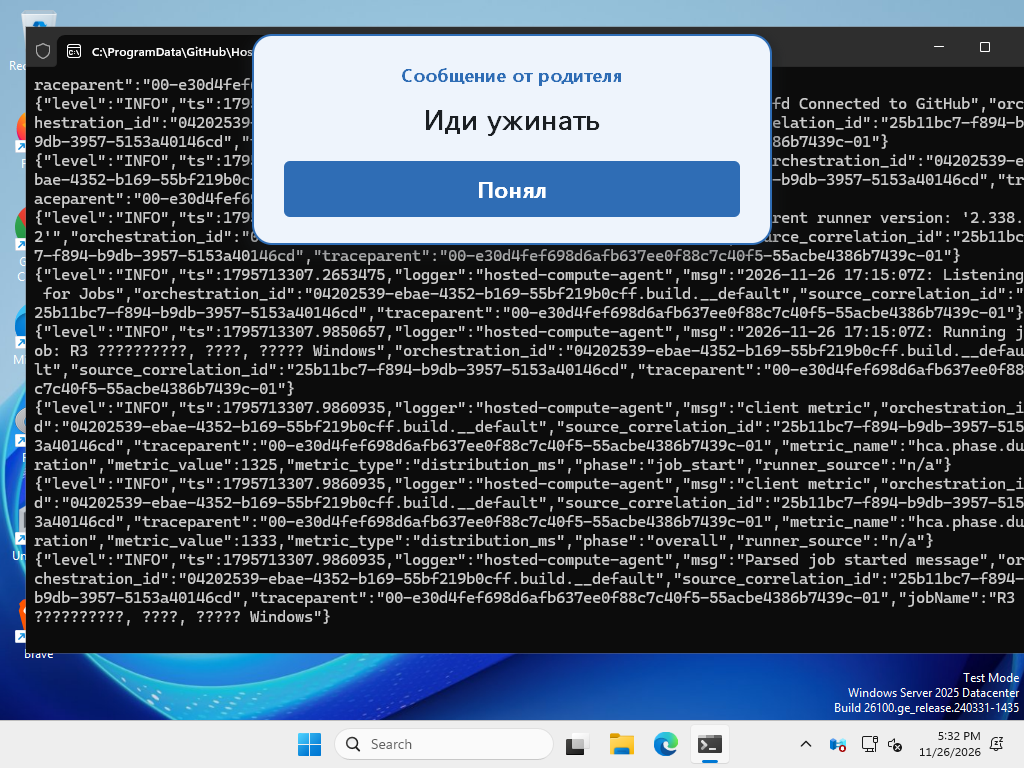 C:\ProgramData\GitHub\Hos
Сообщение от родителя
Иди ужинать
Понял
raceparent":"00-e30d4fef
{"level":"INFO","ts":1795
fd Connected to GitHub","orc
hestration_id":"04202539-
elation_id":"25b11bc7-f894-b
9db-3957-5153a40146cd","
86b7439c-01"}
{"level":"INFO","ts":1795
orchestration_id":"04202539-e
bae-4352-b169-55bf219b0c
-b9db-3957-5153a40146cd","tr
aceparent":"00-e30d4fef6
{"level":"INFO","ts":1795
rent runner version: '2.338.
2'","orchestration_id":"
urce_correlation_id":"25b11bc
7-f894-b9db-3957-5153a40146cd","traceparent":"00-e30d4fef698d6afb637ee0f88c7c40f5-55acbe4386b7439c-01"}
{"level":"INFO","ts":1795713307.2653475,"logger":"hosted-compute-agent","msg":"2026-11-26 17:15:07Z: Listening
for Jobs","orchestration_id":"04202539-ebae-4352-b169-55bf219b0cff.build.__default","source_correlation_id":"
25b11bc7-f894-b9db-3957-5153a40146cd","traceparent":"00-e30d4fef698d6afb637ee0f88c7c40f5-55acbe4386b7439c-01"}
{"level":"INFO","ts":1795713307.9850657,"logger":"hosted-compute-agent","msg":"2026-11-26 17:15:07Z: Running j
ob: R3 ??????????, ????, ????? Windows","orchestration_id":"04202539-ebae-4352-b169-55bf219b0cff.build.__defau
lt","source_correlation_id":"25b11bc7-f894-b9db-3957-5153a40146cd","traceparent":"00-e30d4fef698d6afb637ee0f88
c7c40f5-55acbe4386b7439c-01"}
{"level":"INFO","ts":1795713307.9860935,"logger":"hosted-compute-agent","msg":"client metric","orchestration_i
d":"04202539-ebae-4352-b169-55bf219b0cff.build.__default","source_correlation_id":"25b11bc7-f894-b9db-3957-515
3a40146cd","traceparent":"00-e30d4fef698d6afb637ee0f88c7c40f5-55acbe4386b7439c-01","metric_name":"hca.phase.du
ration","metric_value":1325,"metric_type":"distribution_ms","phase":"job_start","runner_source":"n/a"}
{"level":"INFO","ts":1795713307.9860935,"logger":"hosted-compute-agent","msg":"client metric","orchestration_i
d":"04202539-ebae-4352-b169-55bf219b0cff.build.__default","source_correlation_id":"25b11bc7-f894-b9db-3957-515
3a40146cd","traceparent":"00-e30d4fef698d6afb637ee0f88c7c40f5-55acbe4386b7439c-01","metric_name":"hca.phase.du
ration","metric_value":1333,"metric_type":"distribution_ms","phase":"overall","runner_source":"n/a"}
{"level":"INFO","ts":1795713307.9860935,"logger":"hosted-compute-agent","msg":"Parsed job started message","or
chestration_id":"04202539-ebae-4352-b169-55bf219b0cff.build.__default","source_correlation_id":"25b11bc7-f894-
b9db-3957-5153a40146cd","traceparent":"00-e30d4fef698d6afb637ee0f88c7c40f5-55acbe4386b7439c-01","jobName":"R3
??????????, ????, ????? Windows"}
Brave
Test Mode
Windows Server 2025 Datacenter
Build 26100.ge_release.240331-1435
Search
5:32 PM
11/26/2026